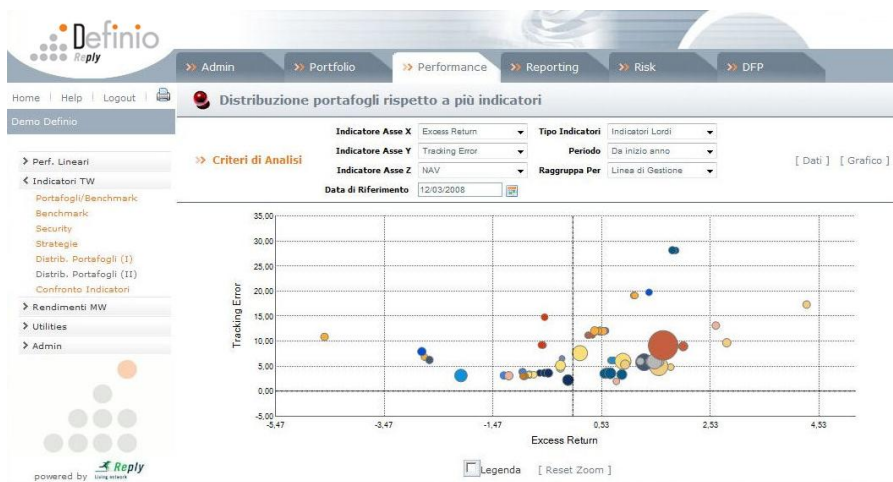 Definio
Reply
Admin
Portfolio
Performance
Reporting
Risk
DFP
Home | Help | Logout
Distribuzione portafogli rispetto a più indicatori
Demo Definio
Perf. Lineari
Indicatori TW
Portafogli/Benchmark
Benchmark
Security
Strategie
Distrib. Portafogli (I)
Distrib. Portafogli (II)
Confronto Indicatori
Rendimenti MW
Utilities
Admin
powered by Reply
living network
Criteri di Analisi
Indicatore Asse X Excess Return Tipo Indicatori Indicatori Lordi
Indicatore Asse Y Tracking Error Periodo Da inizio anno
Indicatore Asse Z NAV Raggruppa Per Linea di Gestione
Data di Riferimento 12/03/2008
[ Dati ] [ Grafico ]
Tracking Error
35,00
30,00
25,00
20,00
15,00
10,00
5,00
0,00
-5,00
-5,47 -3,47 -1,47 0,53 2,53 4,53
Excess Return
Legenda [ Reset Zoom ]